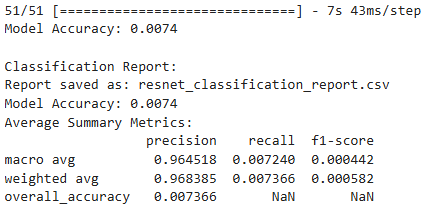 51/51 [==============================] - 7s 43ms/step
Model Accuracy: 0.0074
Classification Report:
Report saved as: resnet_classification_report.csv
Model Accuracy: 0.0074
Average Summary Metrics:
precision recall f1-score
macro avg 0.964518 0.007240 0.000442
weighted avg 0.968385 0.007366 0.000582
overall_accuracy 0.007366 NaN NaN